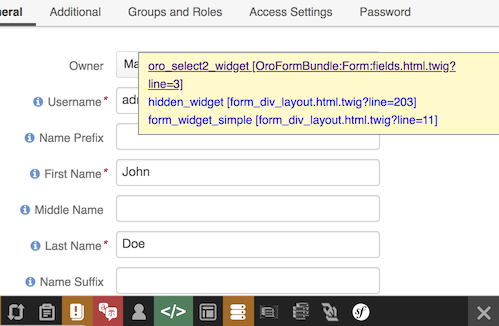 neral Additional Groups and Roles Access Settings Password
Owner Ma
oro_select2_widget [OroFormBundle:Form:fields.html.twig?
line=3]
hidden_widget [form_div_layout.html.twig?line=203]
form_widget_simple [form_div_layout.html.twig?line=11]
Username*
Name Prefix
First Name* John
Middle Name
Last Name* Doe
Name Suffix